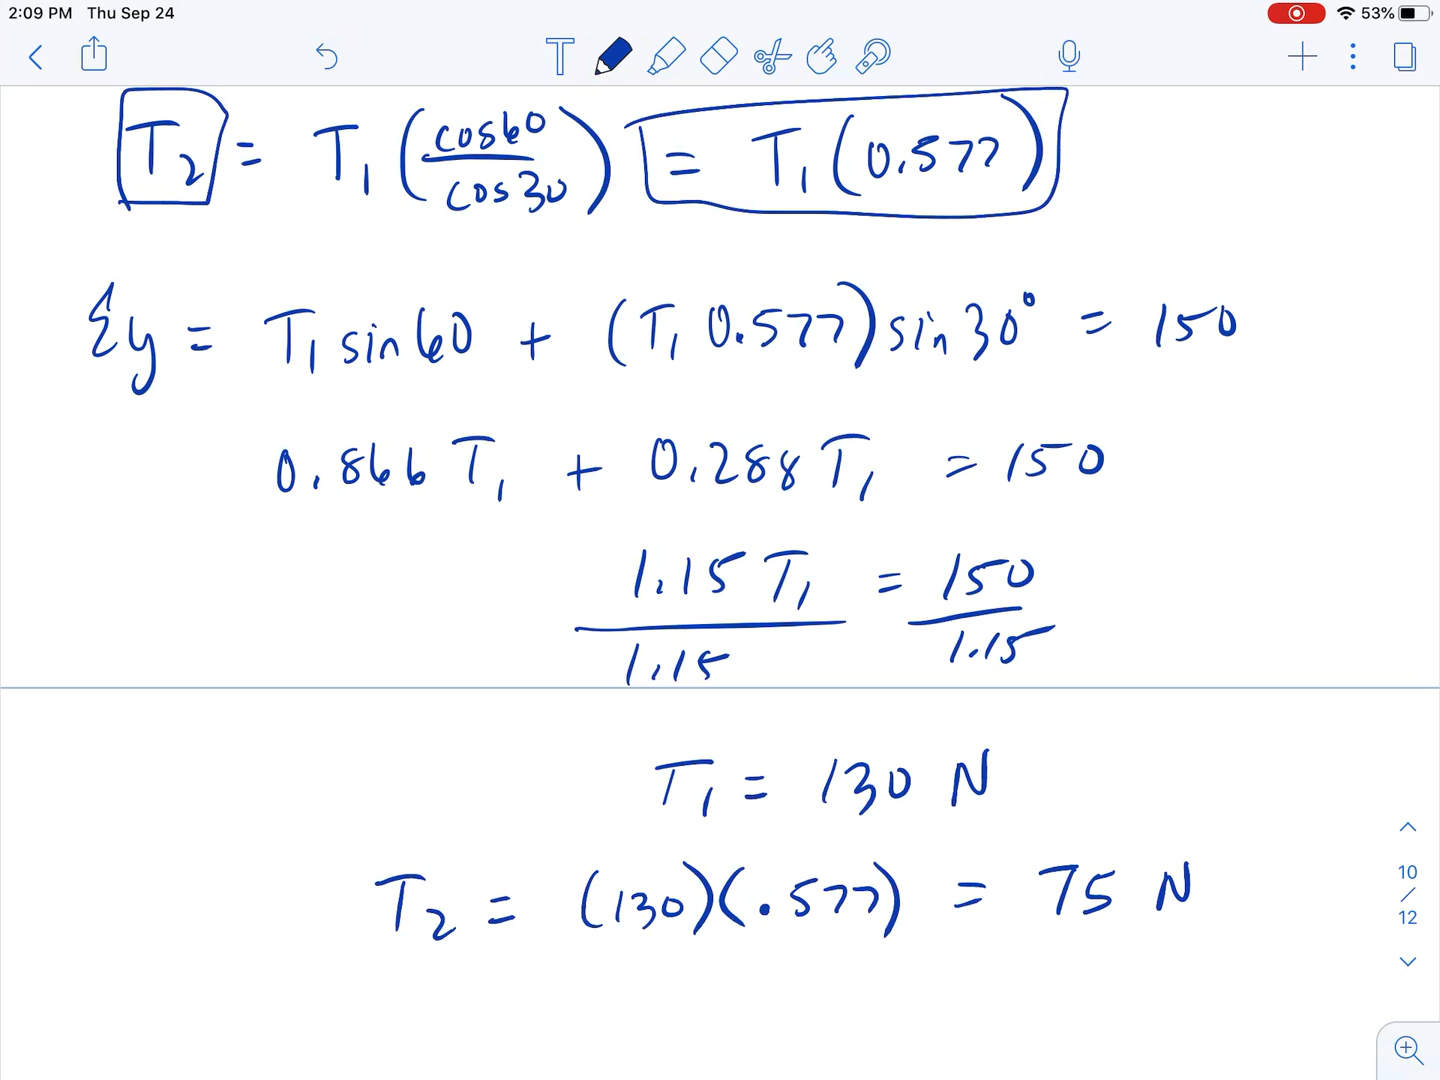 2:09 PM Thu Sep 24 53%
T
T₂ = T₁ (cos60/cos30) = T₁ (0.577)
Σy = T₁ sin60 + (T₁ 0.577) sin30° = 150
0.866 T₁ + 0.288 T₁ = 150
1.15 T₁ = 150
1.15 1.15
T₁ = 130 N
T₂ = (130)(.577) = 75 N
10
/
12